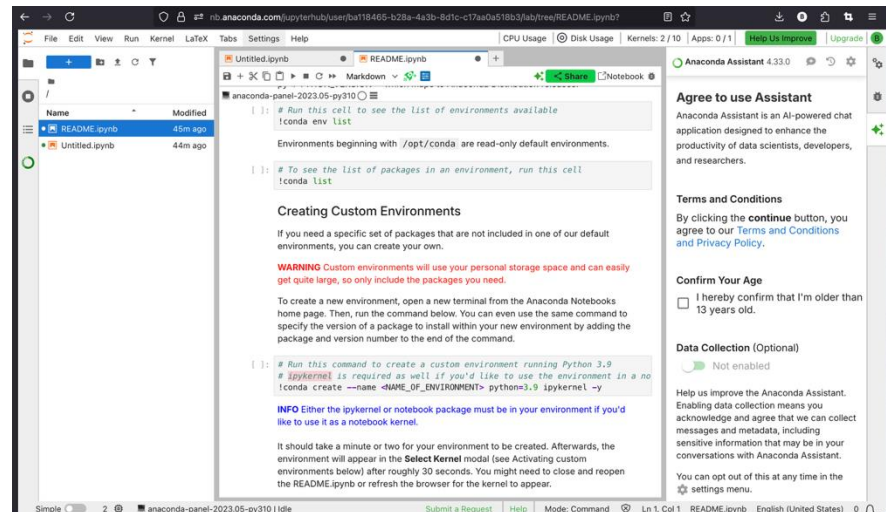 nb.anaconda.com/jupyterhub/user/ba118465-b28a-4a3b-8d1c-c17aa0a518b3/lab/tree/README.ipynb?
File Edit View Run Kernel LaTeX Tabs Settings Help
CPU Usage Disk Usage Kernels: 2 / 10 Apps: 0 / 1 Help Us Improve Upgrade B
Untitled.ipynb README.ipynb
Markdown Share Notebook
Anaconda Assistant 4.33.0
/
Name Modified
README.ipynb 45m ago
Untitled.ipynb 44m ago
anaconda-panel-2023.05-py310
[ ]: # Run this cell to see the list of environments available
!conda env list
Environments beginning with /opt/conda are read-only default environments.
[ ]: # To see the list of packages in an environment, run this cell
!conda list
Creating Custom Environments
If you need a specific set of packages that are not included in one of our default
environments, you can create your own.
WARNING Custom environments will use your personal storage space and can easily
get quite large, so only include the packages you need.
To create a new environment, open a new terminal from the Anaconda Notebooks
home page. Then, run the command below. You can even use the same command to
specify the version of a package to install within your new environment by adding the
package and version number to the end of the command.
[ ]: # Run this command to create a custom environment running Python 3.9
# ipykernel is required as well if you'd like to use the environment in a no
!conda create --name <NAME_OF_ENVIRONMENT> python=3.9 ipykernel -y
INFO Either the ipykernel or notebook package must be in your environment if you'd
like to use it as a notebook kernel.
It should take a minute or two for your environment to be created. Afterwards, the
environment will appear in the Select Kernel modal (see Activating custom
environments below) after roughly 30 seconds. You might need to close and reopen
the README.ipynb or refresh the browser for the kernel to appear.
Agree to use Assistant
Anaconda Assistant is an AI-powered chat
application designed to enhance the
productivity of data scientists, developers,
and researchers.
Terms and Conditions
By clicking the continue button, you
agree to our Terms and Conditions
and Privacy Policy.
Confirm Your Age
I hereby confirm that I'm older than
13 years old.
Data Collection (Optional)
Not enabled
Help us improve the Anaconda Assistant.
Enabling data collection means you
acknowledge and agree that we can collect
messages and metadata, including
sensitive information that may be in your
conversations with Anaconda Assistant.
You can opt out of this at any time in the
settings menu.
Simple 2 anaconda-panel-2023.05-py310 | Idle Submit a Request Help Mode: Command Ln 1, Col 1 README.ipynb English (United States) 0